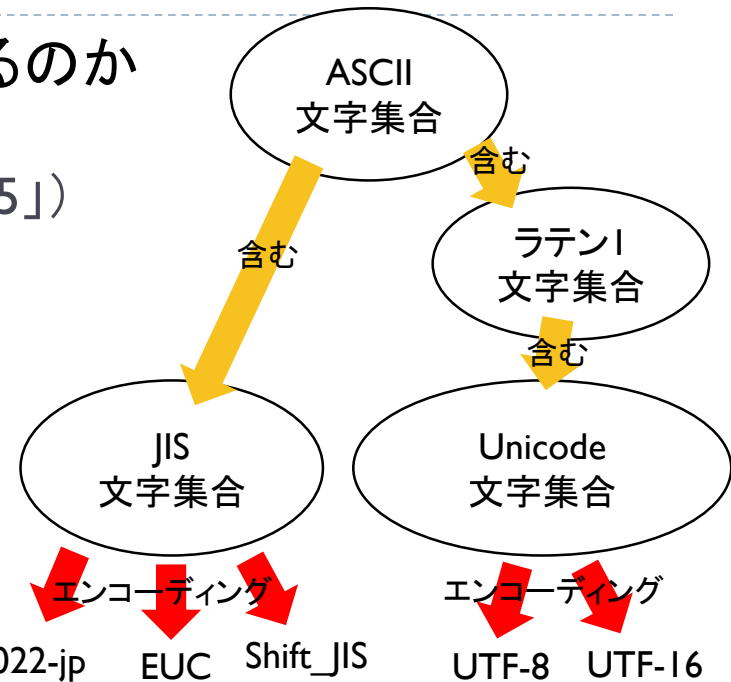 るのか
5」）
ASCII
文字集合
含む
含む
ラテン1
文字集合
含む
JIS
文字集合
Unicode
文字集合
エンコーディング
エンコーディング
022-jp
EUC
Shift_JIS
UTF-8
UTF-16